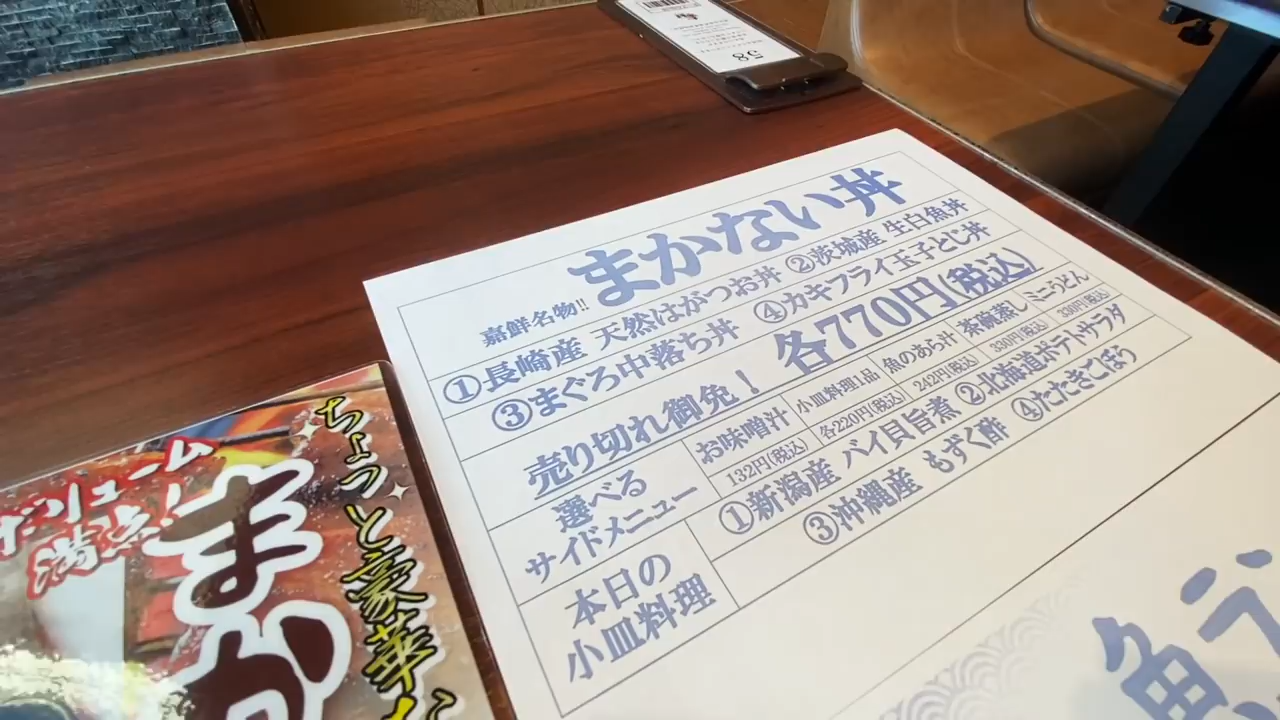 58
嘉鮮名物!! まかない丼
①長崎産 天然はがつお丼 ②茨城産 生白魚丼
③まぐろ中落ち丼 ④カキフライ玉子とじ丼
売り切れ御免! 各770円(税込)
選べる
サイドメニュー
お味噌汁 小皿料理1品 魚のあら汁 茶碗蒸し ミニうどん
132円(税込) 各220円(税込) 242円(税込) 330円(税込) 330円(税込)
本日の
小皿料理
①新潟産 バイ貝旨煮 ②北海道ポテトサラダ
③沖縄産 もずく酢 ④たたきごぼう
ちょっと豪華な
ボリューム
満点!
まか
魚